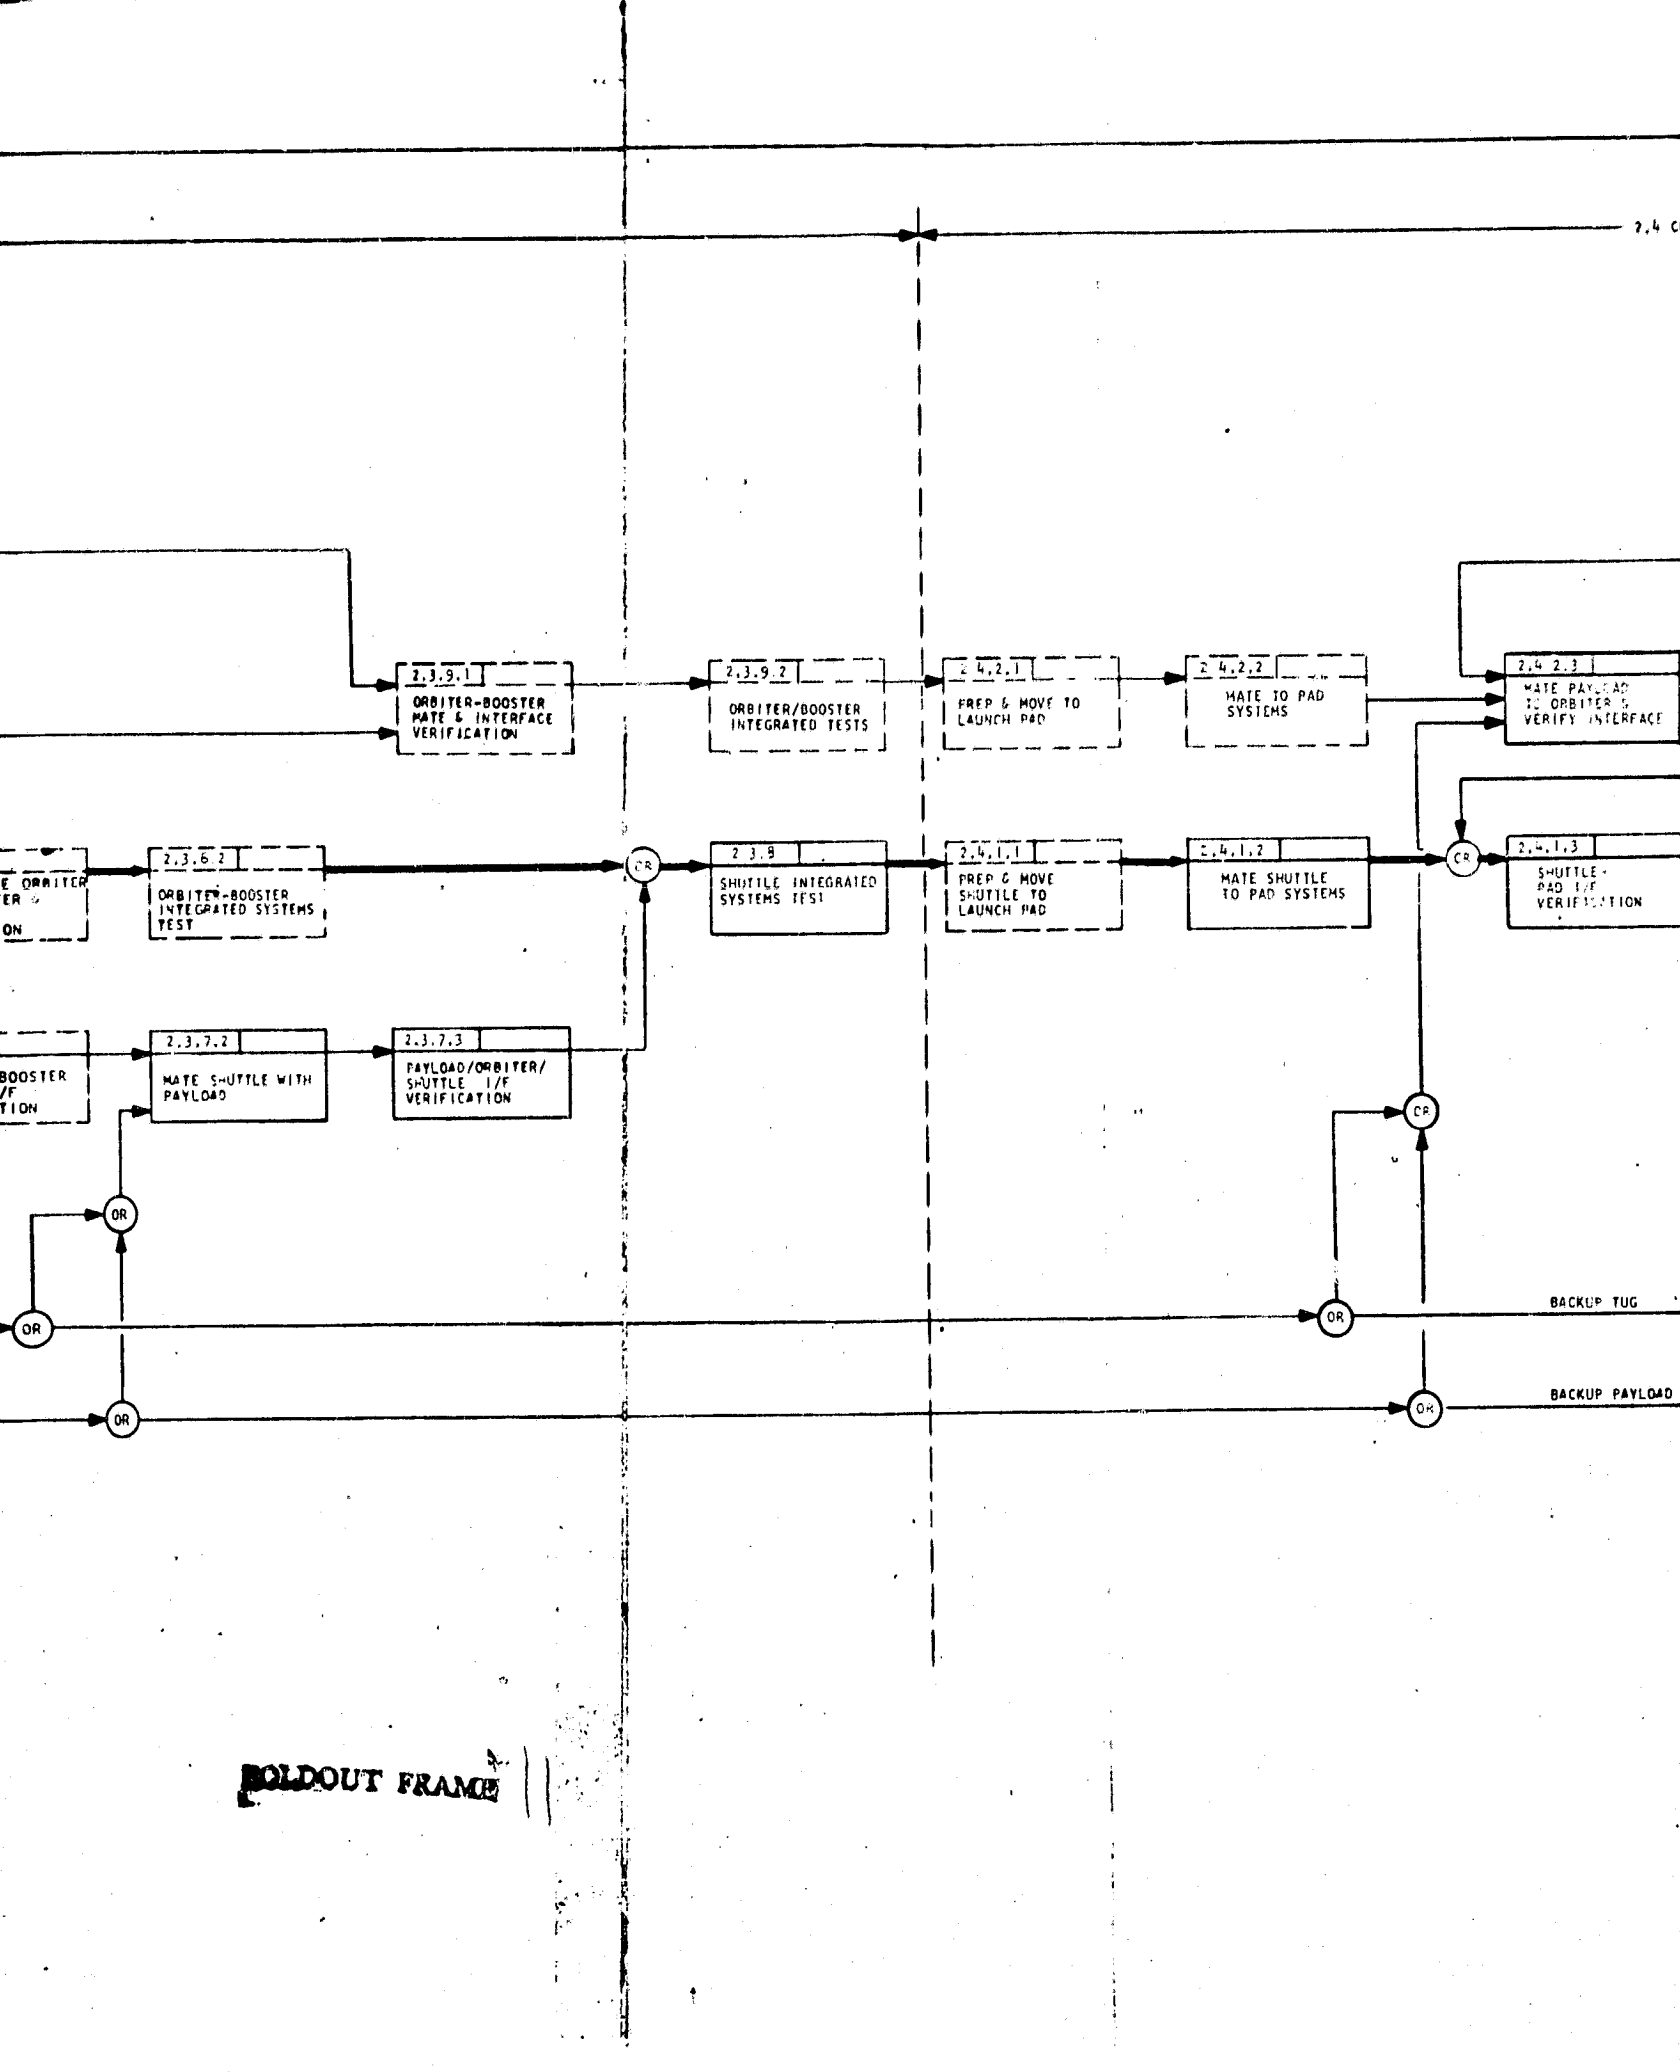 2.4
2.3.9.1
ORBITER-BOOSTER
MATE & INTERFACE
VERIFICATION
2.3.9.2
ORBITER/BOOSTER
INTEGRATED TESTS
2 4.2.1
PREP & MOVE TO
LAUNCH PAD
2 4.2.2
MATE TO PAD
SYSTEMS
2.4 2.3
MATE PAYLOAD
TO ORBITER &
VERIFY INTERFACE
E ORBITER
ER &
ON
2.3.6.2
ORBITER-BOOSTER
INTEGRATED SYSTEMS
TEST
OR
2 3.8
SHUTTLE INTEGRATED
SYSTEMS TEST
2.4.1.1
PREP & MOVE
SHUTTLE TO
LAUNCH PAD
2.4.1.2
MATE SHUTTLE
TO PAD SYSTEMS
OR
2.4.1.3
SHUTTLE-
PAD I/F
VERIFICATION
BOOSTER
/F
TION
2.3.7.2
MATE SHUTTLE WITH
PAYLOAD
2.3.7.3
PAYLOAD/ORBITER/
SHUTTLE I/F
VERIFICATION
OR
OR
OR
OR
BACKUP TUG
OR
OR
BACKUP PAYLOAD
FOLDOUT FRAME